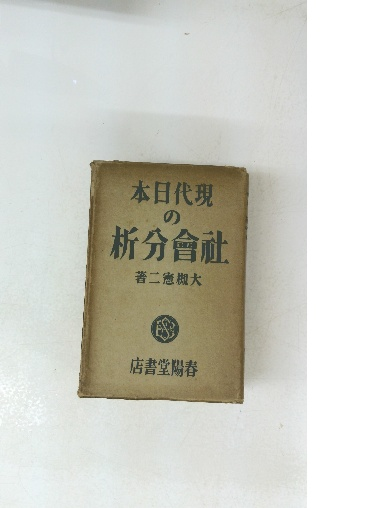 現代日本
の
社會分析
大槻憲二著
春陽堂書店